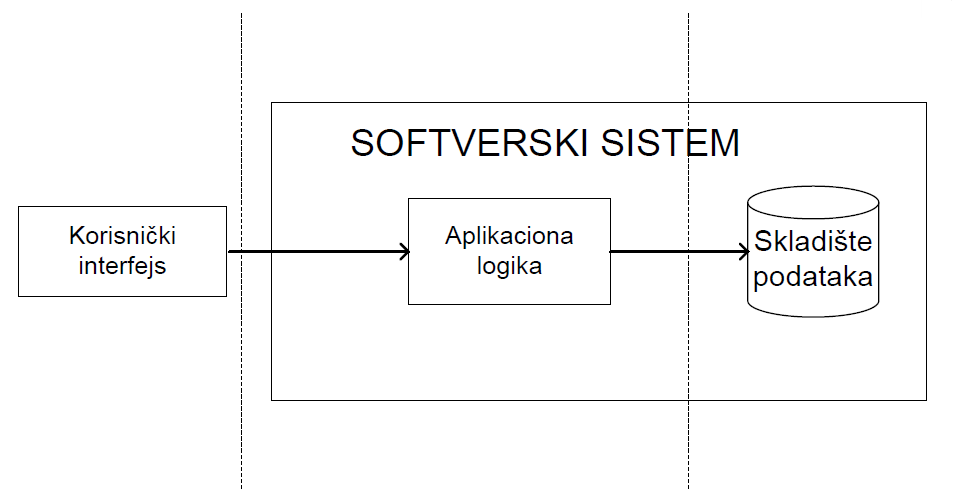 SOFTVERSKI SISTEM
Korisnički
interfejs
Aplikaciona
logika
Skladište
podataka